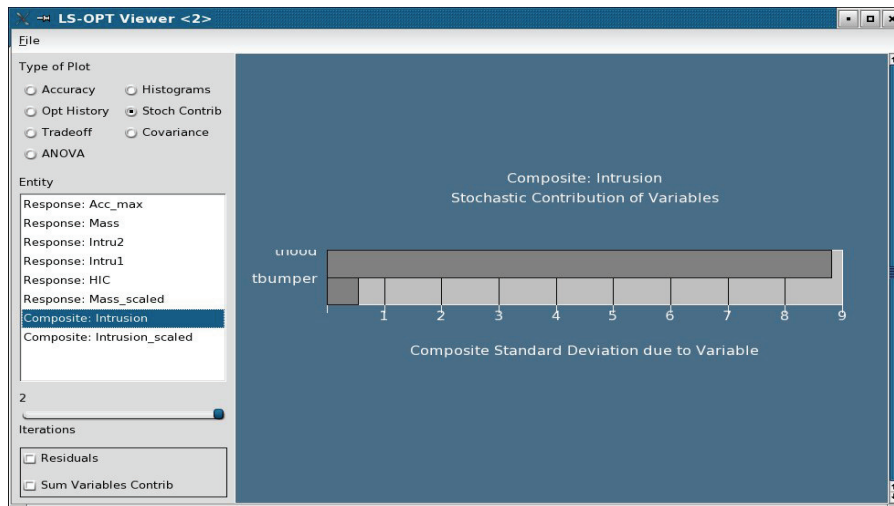 LS-OPT Viewer <2>
File
Type of Plot
Accuracy Histograms
Opt History Stoch Contrib
Tradeoff Covariance
ANOVA
Entity
Response: Acc_max
Response: Mass
Response: Intru2
Response: Intru1
Response: HIC
Response: Mass_scaled
Composite: Intrusion
Composite: Intrusion_scaled
2
Iterations
Residuals
Sum Variables Contrib
Composite: Intrusion
Stochastic Contribution of Variables
thood
tbumper
1 2 3 4 5 6 7 8 9
Composite Standard Deviation due to Variable